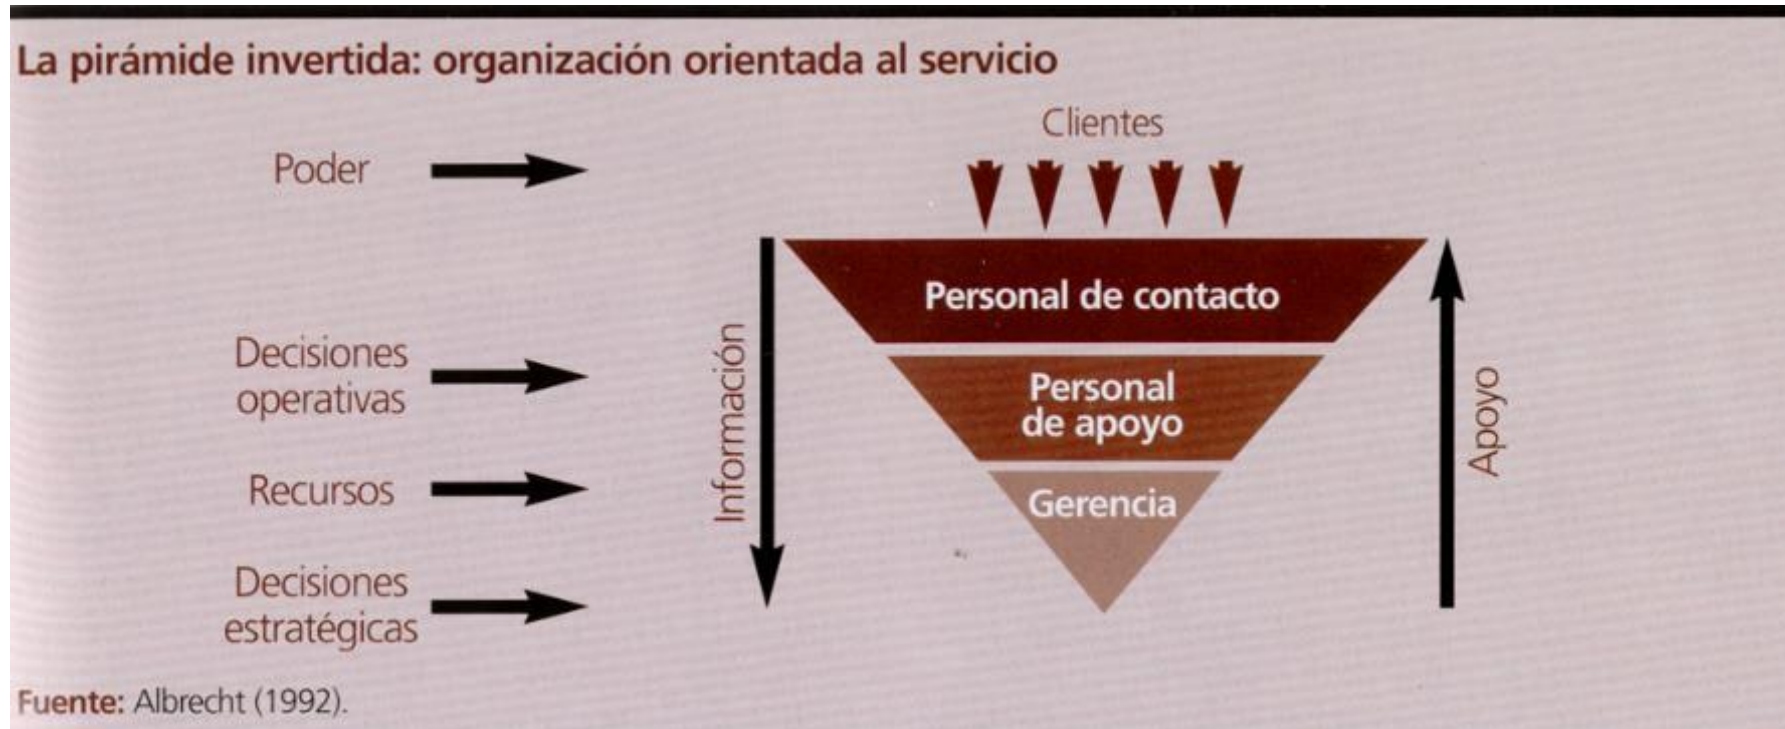 La pirámide invertida: organización orientada al servicio
Clientes
Poder
Personal de contacto
Decisiones
operativas
Información
Personal
de apoyo
Apoyo
Recursos
Gerencia
Decisiones
estratégicas
Fuente: Albrecht (1992).